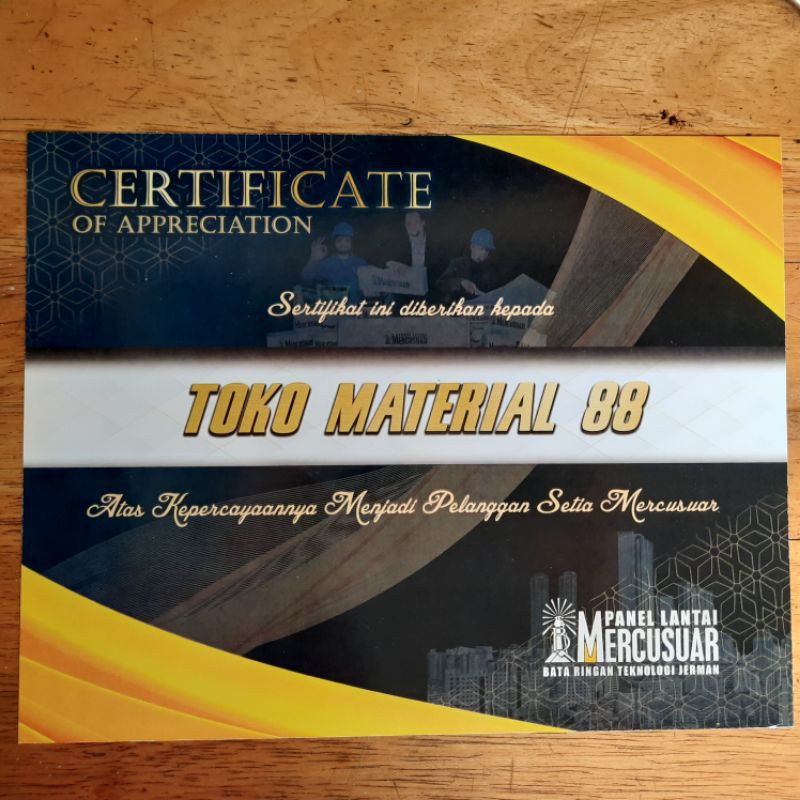 CERTIFICATE
OF APPRECIATION
Sertifikat ini diberikan kepada
MERCUSUAR
TOKO MATERIAL 88
Atas Kepercayaannya Menjadi Pelanggan Setia Mercusuar
PANEL LANTAI
MERCUSUAR
BATA RINGAN TEKNOLOGI JERMAN